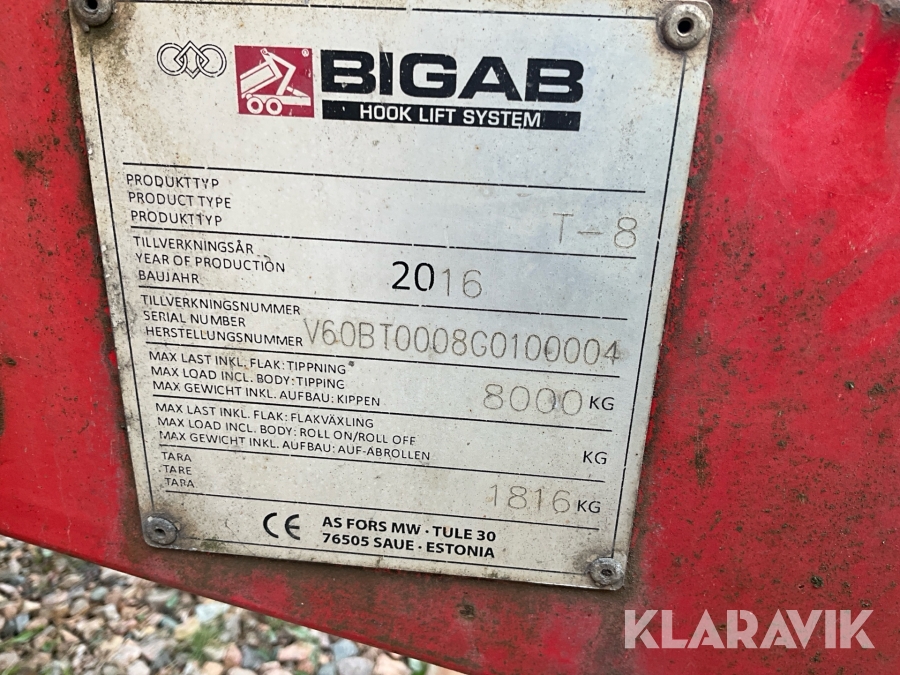 BIGAB
HOOK LIFT SYSTEM
PRODUKTTYP
PRODUCT TYPE
PRODUKTTYP
T-8
TILLVERKNINGSÅR
YEAR OF PRODUCTION
BAUJAHR
2016
TILLVERKNINGSNUMMER
SERIAL NUMBER
HERSTELLUNGSNUMMER
V60BT0008G0100004
MAX LAST INKL. FLAK: TIPPNING
MAX LOAD INCL. BODY: TIPPING
MAX GEWICHT INKL. AUFBAU: KIPPEN
8000 KG
MAX LAST INKL. FLAK: FLAKVÄXLING
MAX LOAD INCL. BODY: ROLL ON/ROLL OFF
MAX GEWICHT INKL. AUFBAU: AUF-ABROLLEN
KG
TARA
TARE
TARA
1816 KG
CE
AS FORS MW · TULE 30
76505 SAUE · ESTONIA
KLARAVIK